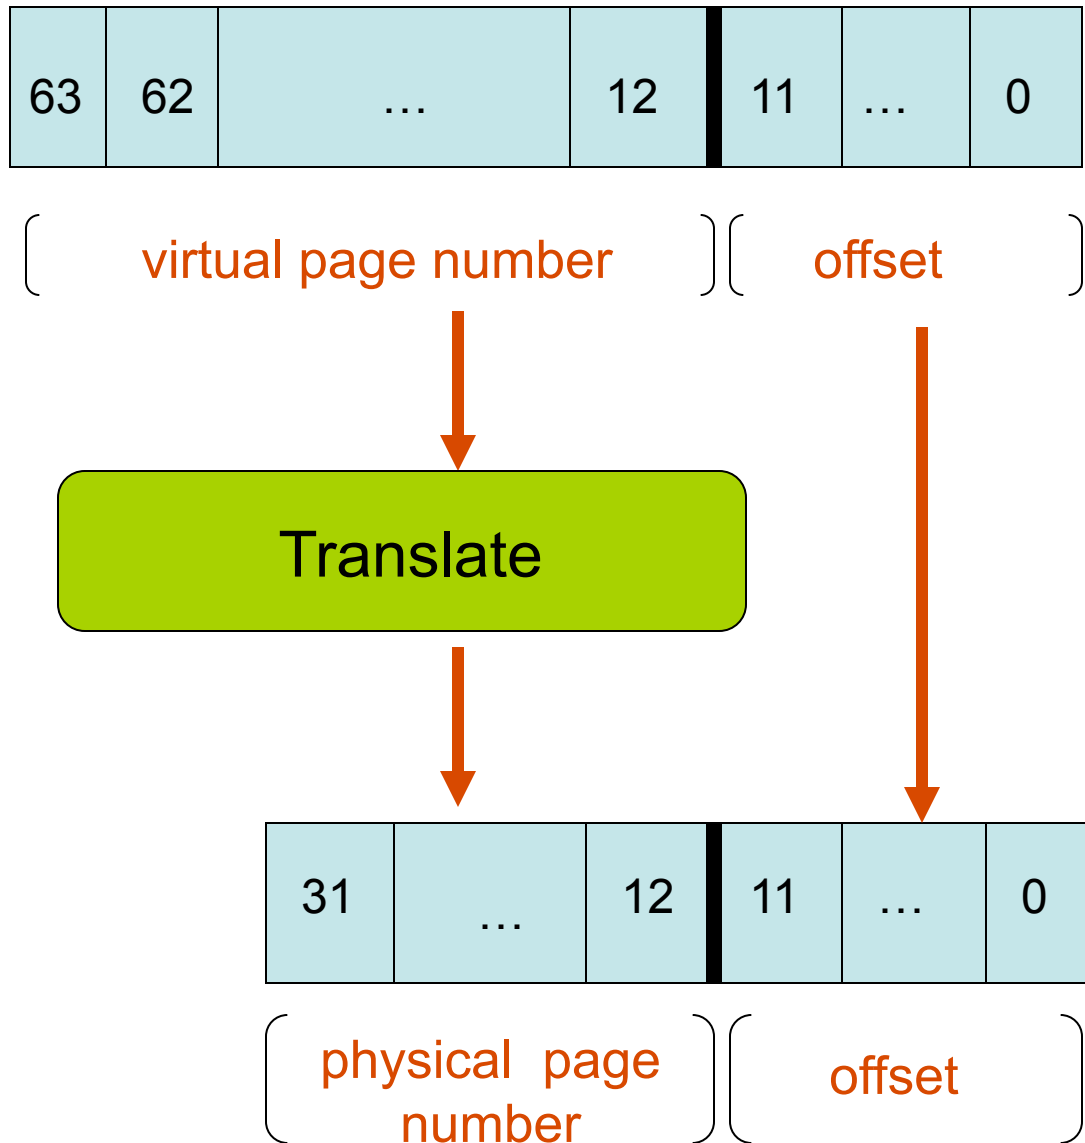 63 62 … 12 11 … 0
virtual page number offset
Translate
31 … 12 11 … 0
physical page
number
offset